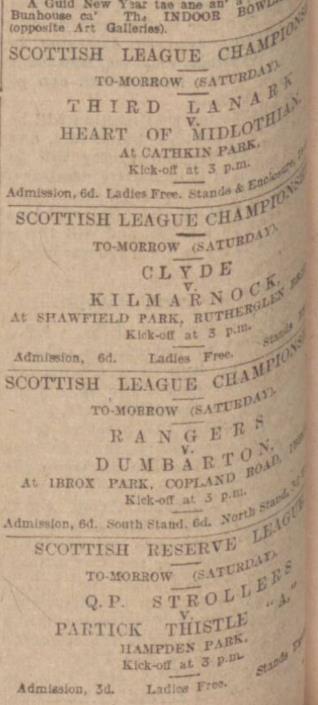 A Guid New Year tae ane an' a'
Bunhouse ca' The INDOOR BOWL
(opposite Art Galleries).
SCOTTISH LEAGUE CHAMPIONS
TO-MORROW (SATURDAY).
THIRD LANARK
V.
HEART OF MIDLOTHIAN.
At CATHKIN PARK.
Kick-off at 3 p.m.
Admission, 6d. Ladies Free. Stands & Enclosure,
SCOTTISH LEAGUE CHAMPIONS
TO-MORROW (SATURDAY),
CLYDE
V.
KILMARNOCK,
At SHAWFIELD PARK, RUTHERGLEN
Kick-off at 3 p.m.
Admission, 6d. Ladies Free. Stands
SCOTTISH LEAGUE CHAMPIONS
TO-MORROW (SATURDAY),
RANGERS
V.
DUMBARTON,
At IBROX PARK, COPLAND ROAD,
Kick-off at 3 p.m.
Admission, 6d. South Stand, 6d. North Stand,
SCOTTISH RESERVE LEAGUE
TO-MORROW (SATURDAY).
Q.P. STROLLERS
V.
PARTICK THISTLE "A."
HAMPDEN PARK.
Kick-off at 3 p.m.
Admission, 3d. Ladies Free. Stands